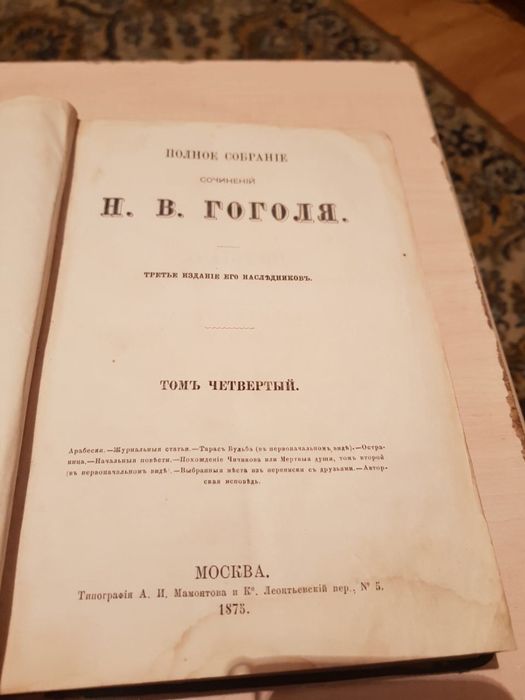 ПОЛНОЕ СОБРАНІЕ
СОЧИНЕНІЙ
Н. В. ГОГОЛЯ.
ТРЕТЬЕ ИЗДАНІЕ ЕГО НАСЛѢДНИКОВЪ.
ТОМЪ ЧЕТВЕРТЫЙ.
Арабески.—Журнальныя статьи.—Тарасъ Бульба (въ первоначальномъ видѣ).—Остра-
ница.—Начальныя повѣсти.—Похожденіе Чичикова или Мертвыя души, томъ второй
(въ первоначальномъ видѣ).—Выбранныя мѣста изъ переписки съ друзьями.—Автор-
ская исповѣдь.
МОСКВА.
Типографія А. И. Мамонтова и Ко. Леонтьевскій пер., № 5.
1875.